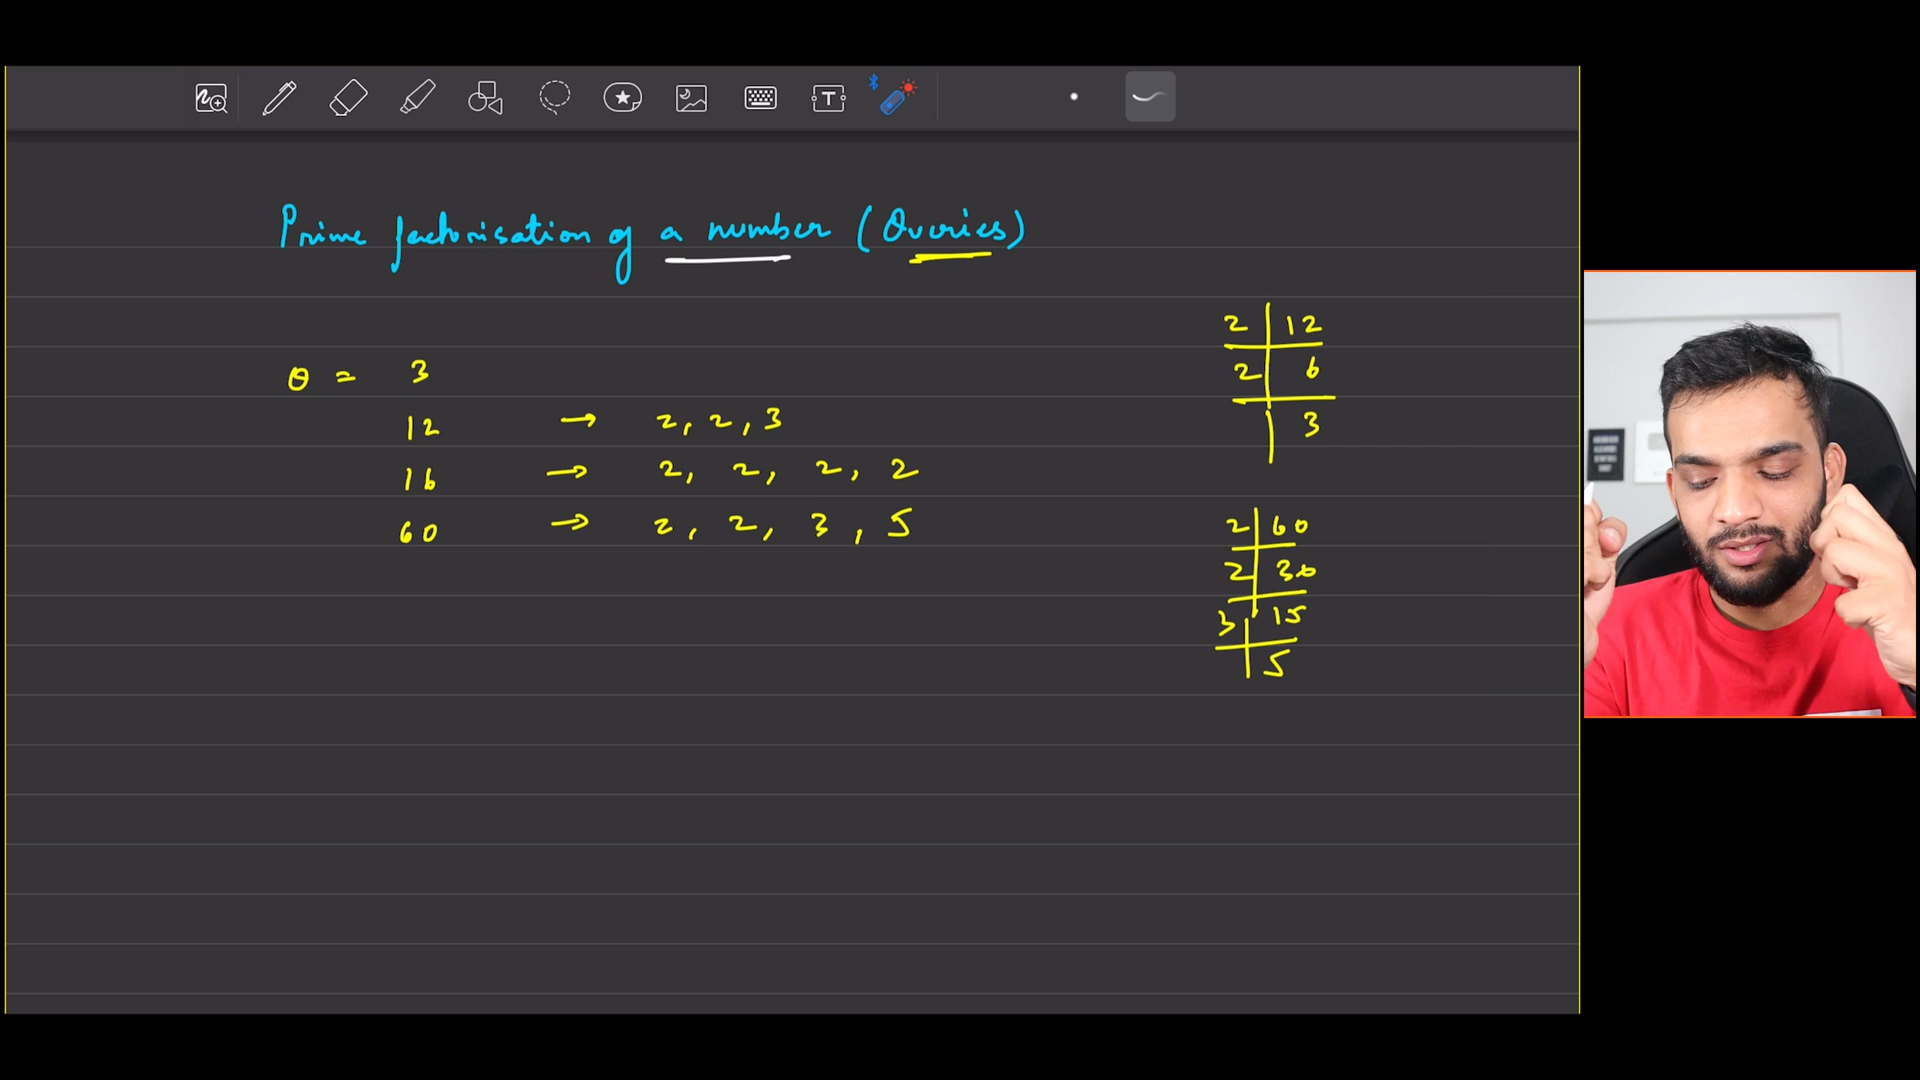 Prime factorisation of a number (Queries)
Q = 3
12 → 2, 2, 3
16 → 2, 2, 2, 2
60 → 2, 2, 3, 5
2 | 12
2 | 6
| 3
2 | 60
2 | 30
3 | 15
| 5
T